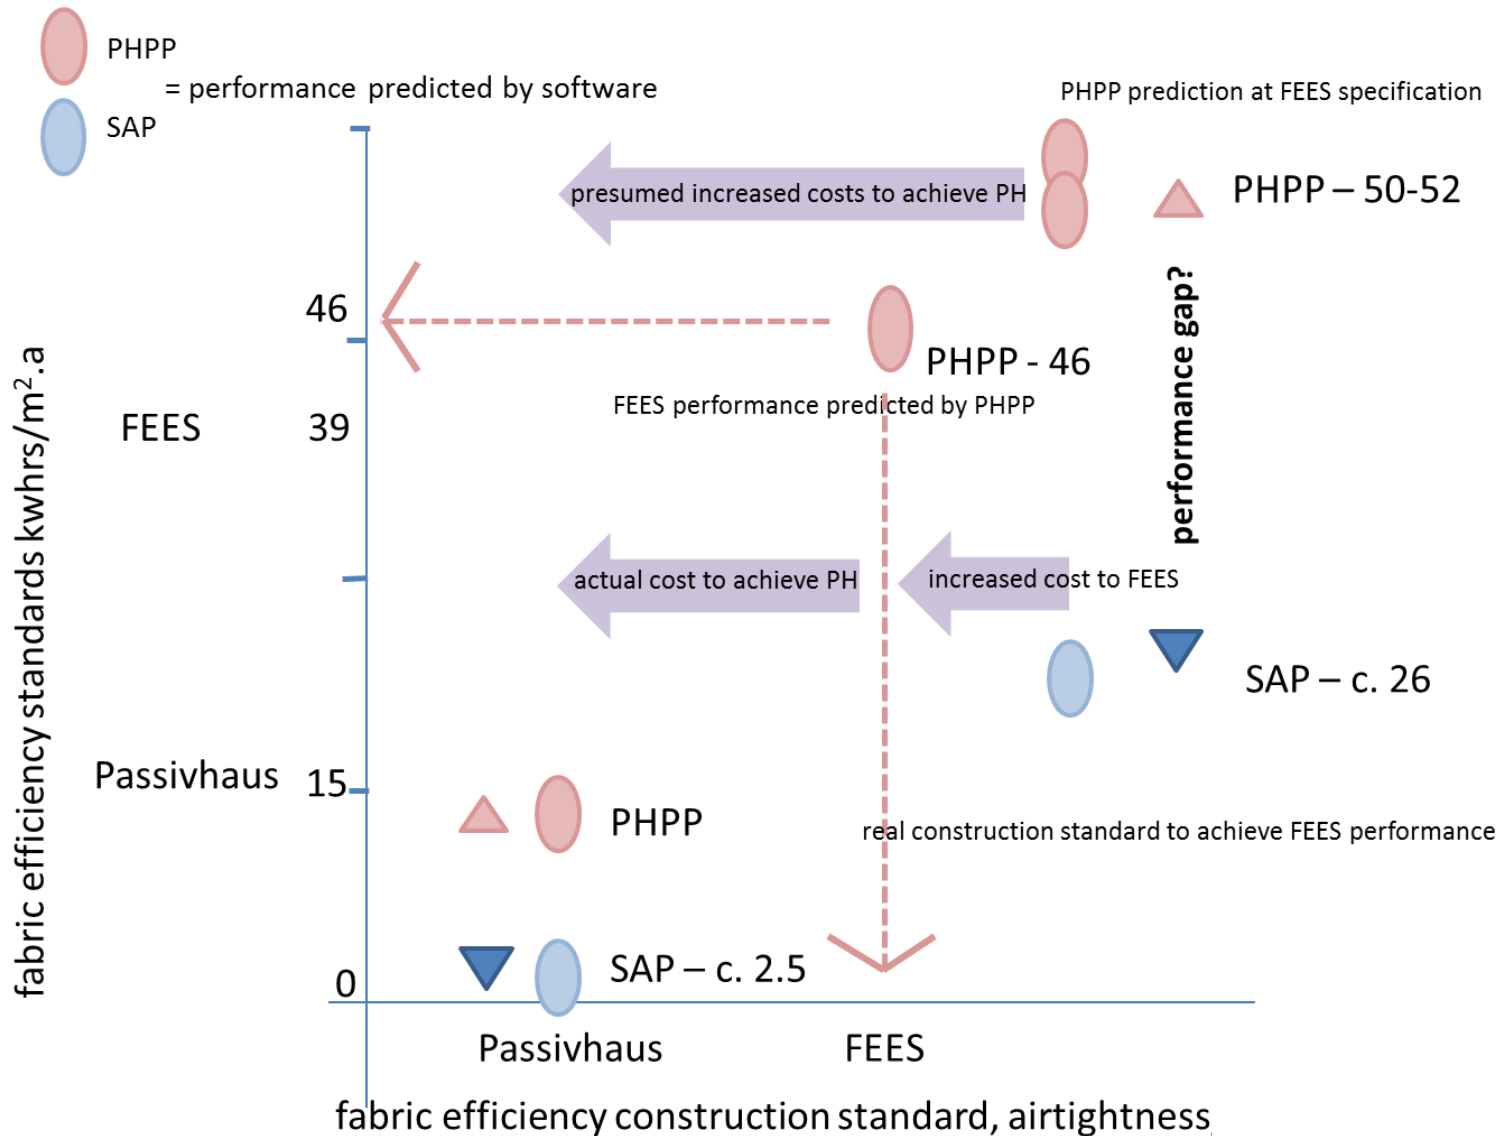 PHPP
= performance predicted by software
SAP
PHPP prediction at FEES specification
presumed increased costs to achieve PH
PHPP – 50-52
46
PHPP - 46
performance gap?
FEES performance predicted by PHPP
FEES 39
fabric efficiency standards kwhrs/m².a
actual cost to achieve PH
increased cost to FEES
SAP – c. 26
Passivhaus 15
PHPP
real construction standard to achieve FEES performance
SAP – c. 2.5
0
Passivhaus FEES
fabric efficiency construction standard, airtightness